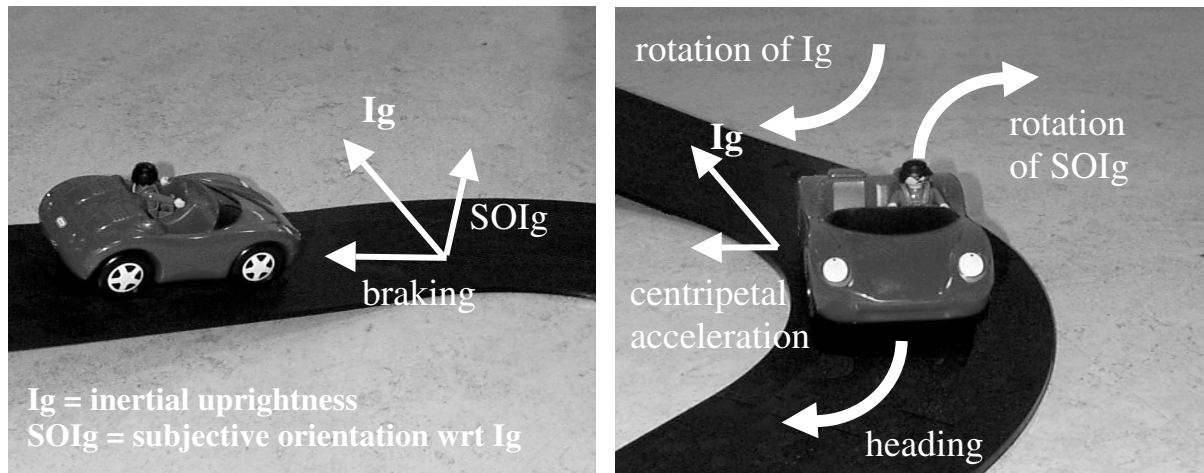 Ig
SOIg
braking
Ig = inertial uprightness
SOIg = subjective orientation wrt Ig
rotation of Ig
rotation
of SOIg
Ig
centripetal
acceleration
heading